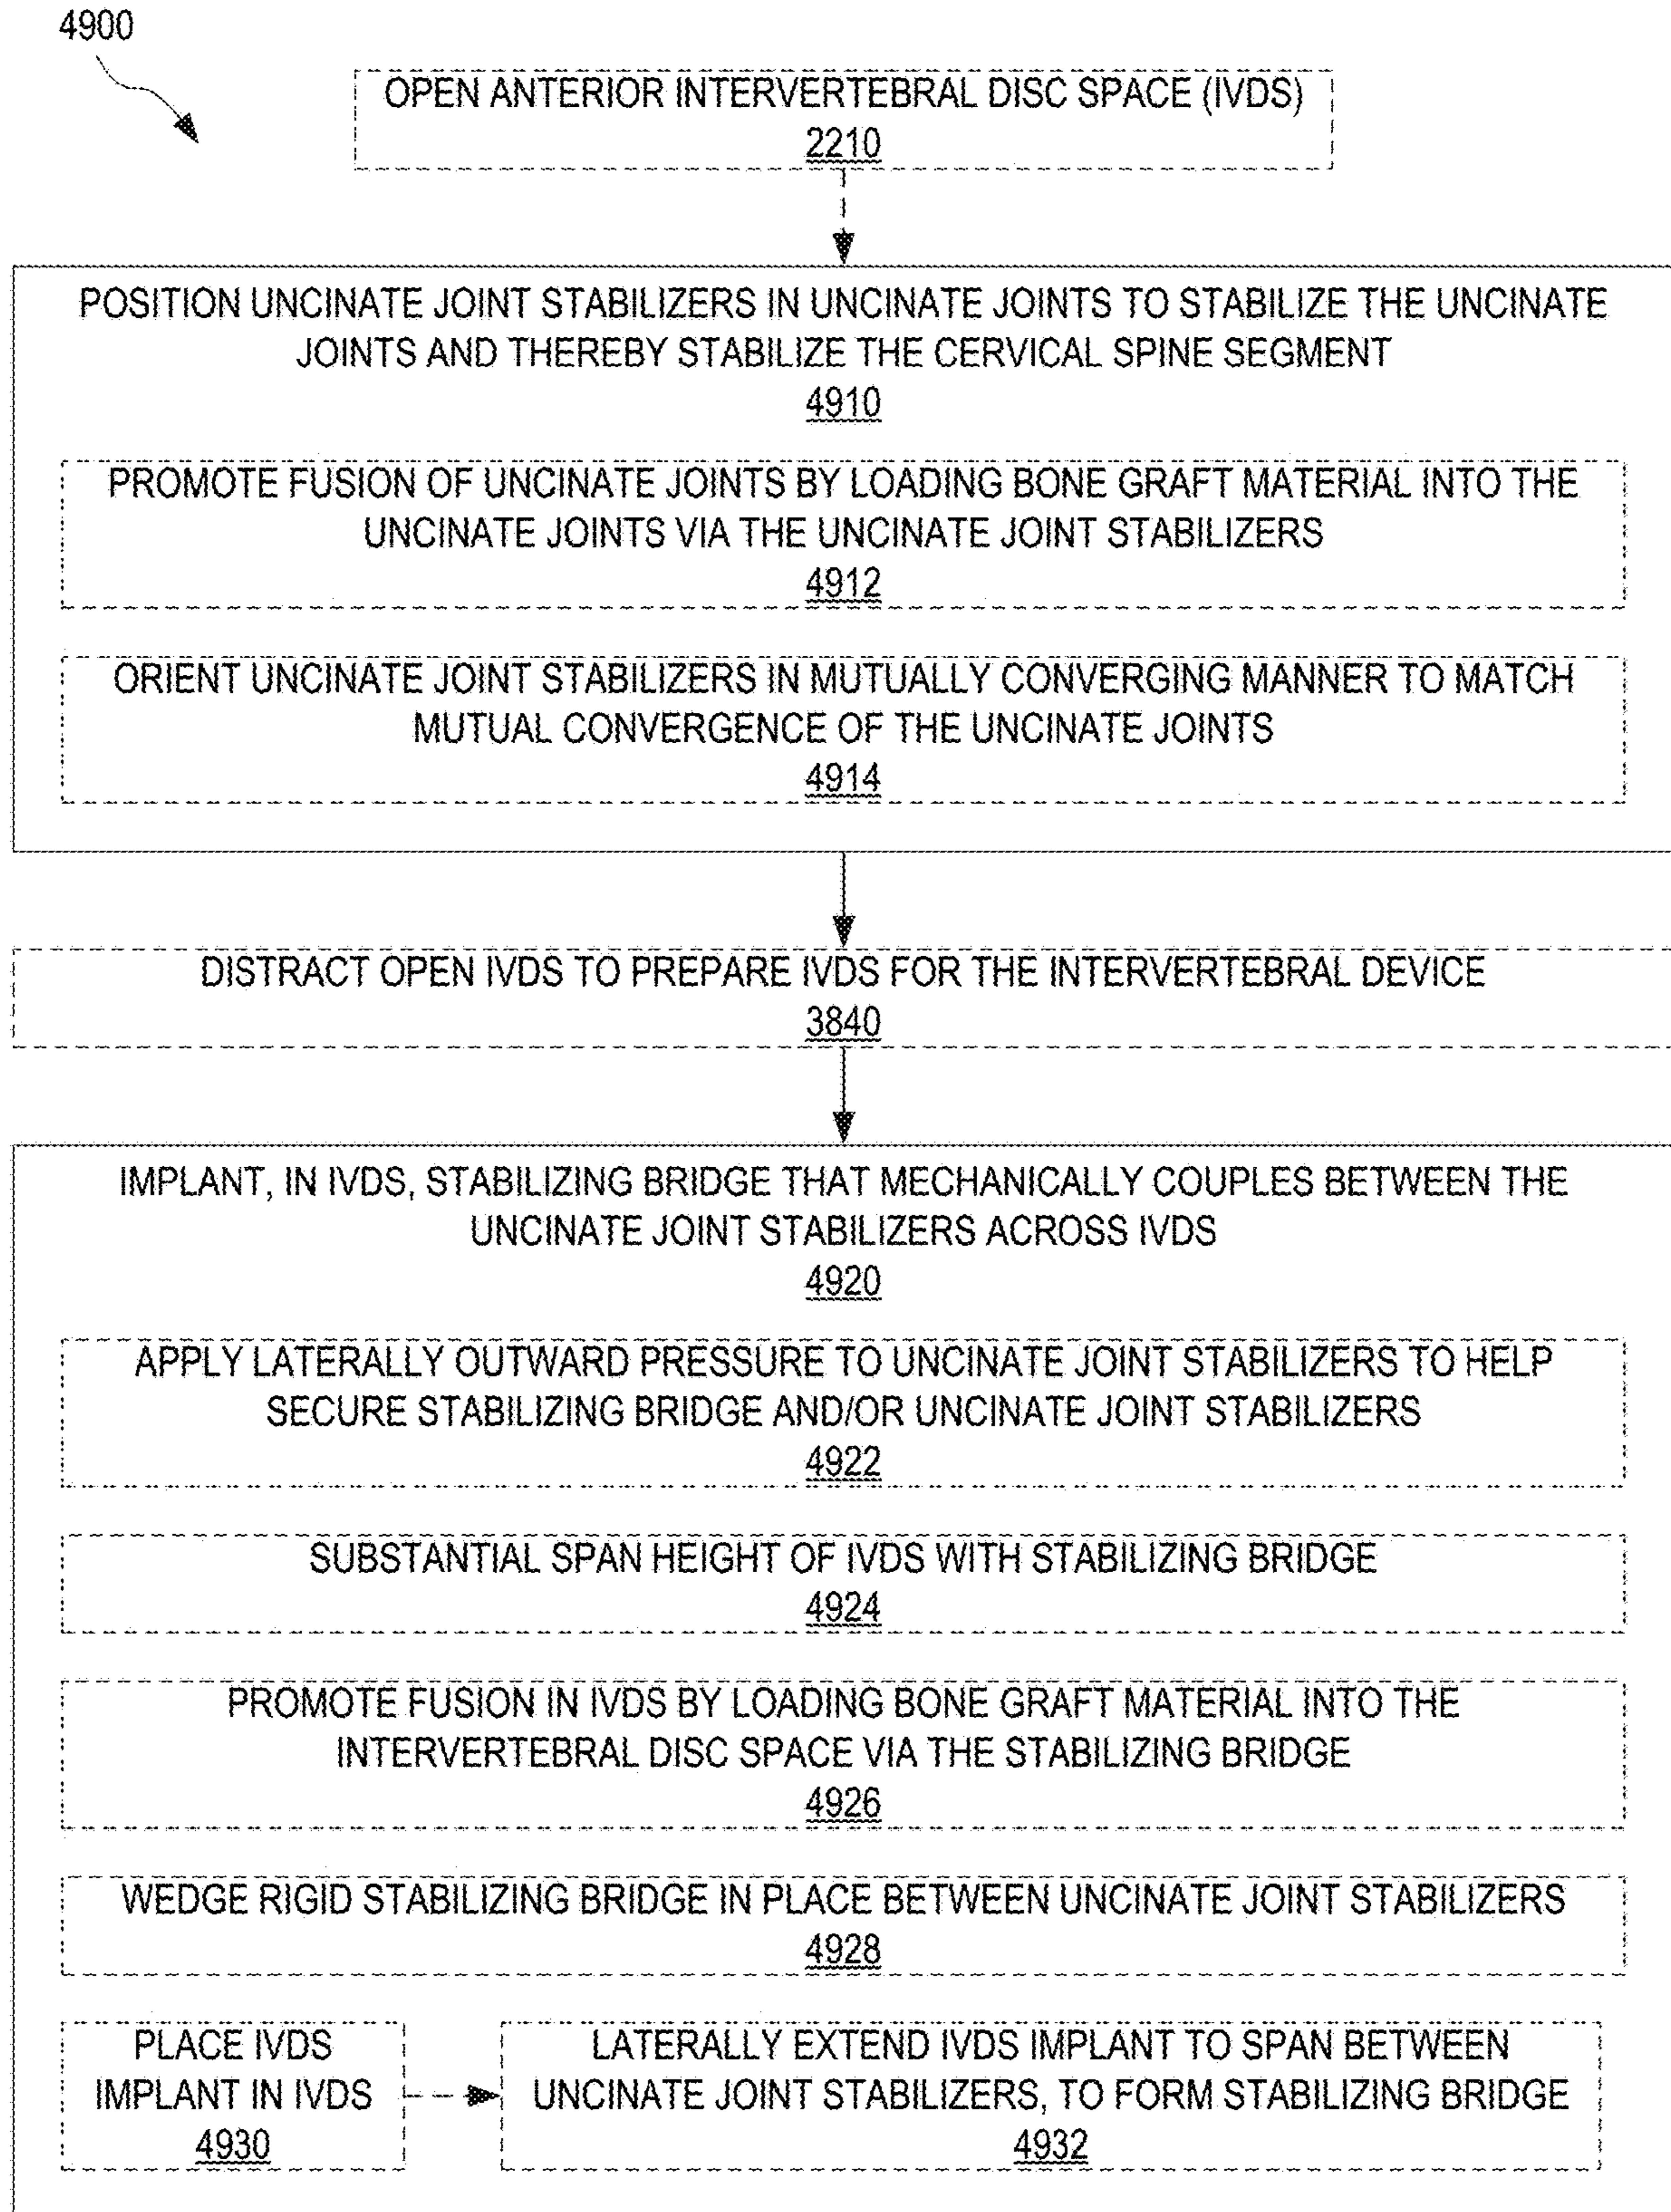 4900
OPEN ANTERIOR INTERVERTEBRAL DISC SPACE (IVDS)
2210
POSITION UNCINATE JOINT STABILIZERS IN UNCINATE JOINTS TO STABILIZE THE UNCINATE
JOINTS AND THEREBY STABILIZE THE CERVICAL SPINE SEGMENT
4910
PROMOTE FUSION OF UNCINATE JOINTS BY LOADING BONE GRAFT MATERIAL INTO THE
UNCINATE JOINTS VIA THE UNCINATE JOINT STABILIZERS
4912
ORIENT UNCINATE JOINT STABILIZERS IN MUTUALLY CONVERGING MANNER TO MATCH
MUTUAL CONVERGENCE OF THE UNCINATE JOINTS
4914
DISTRACT OPEN IVDS TO PREPARE IVDS FOR THE INTERVERTEBRAL DEVICE
3840
IMPLANT, IN IVDS, STABILIZING BRIDGE THAT MECHANICALLY COUPLES BETWEEN THE
UNCINATE JOINT STABILIZERS ACROSS IVDS
4920
APPLY LATERALLY OUTWARD PRESSURE TO UNCINATE JOINT STABILIZERS TO HELP
SECURE STABILIZING BRIDGE AND/OR UNCINATE JOINT STABILIZERS
4922
SUBSTANTIAL SPAN HEIGHT OF IVDS WITH STABILIZING BRIDGE
4924
PROMOTE FUSION IN IVDS BY LOADING BONE GRAFT MATERIAL INTO THE
INTERVERTEBRAL DISC SPACE VIA THE STABILIZING BRIDGE
4926
WEDGE RIGID STABILIZING BRIDGE IN PLACE BETWEEN UNCINATE JOINT STABILIZERS
4928
PLACE IVDS
IMPLANT IN IVDS
4930
LATERALLY EXTEND IVDS IMPLANT TO SPAN BETWEEN
UNCINATE JOINT STABILIZERS, TO FORM STABILIZING BRIDGE
4932